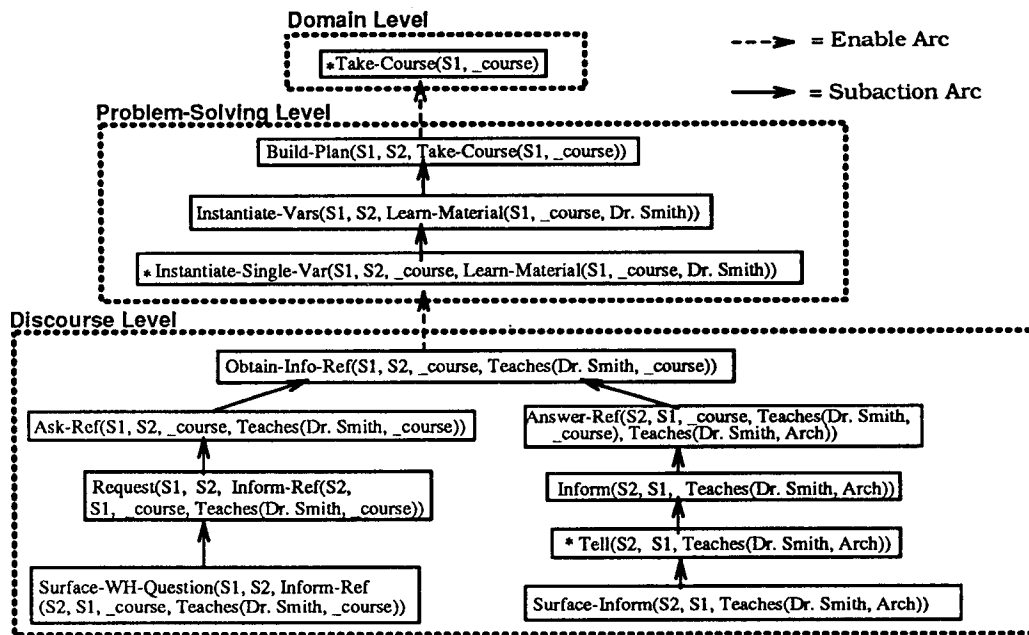 Domain Level
*Take-Course(S1, _course)
= Enable Arc
= Subaction Arc
Problem-Solving Level
Build-Plan(S1, S2, Take-Course(S1, _course))
Instantiate-Vars(S1, S2, Learn-Material(S1, _course, Dr. Smith))
* Instantiate-Single-Var(S1, S2, _course, Learn-Material(S1, _course, Dr. Smith))
Discourse Level
Obtain-Info-Ref(S1, S2, _course, Teaches(Dr. Smith, _course))
Ask-Ref(S1, S2, _course, Teaches(Dr. Smith, _course))
Request(S1, S2, Inform-Ref(S2,
S1, _course, Teaches(Dr. Smith, _course))
Surface-WH-Question(S1, S2, Inform-Ref
(S2, S1, _course, Teaches(Dr. Smith, _course))
Answer-Ref(S2, S1, _course, Teaches(Dr. Smith,
_course), Teaches(Dr. Smith, Arch))
Inform(S2, S1, Teaches(Dr. Smith, Arch))
* Tell(S2, S1, Teaches(Dr. Smith, Arch))
Surface-Inform(S2, S1, Teaches(Dr. Smith, Arch))